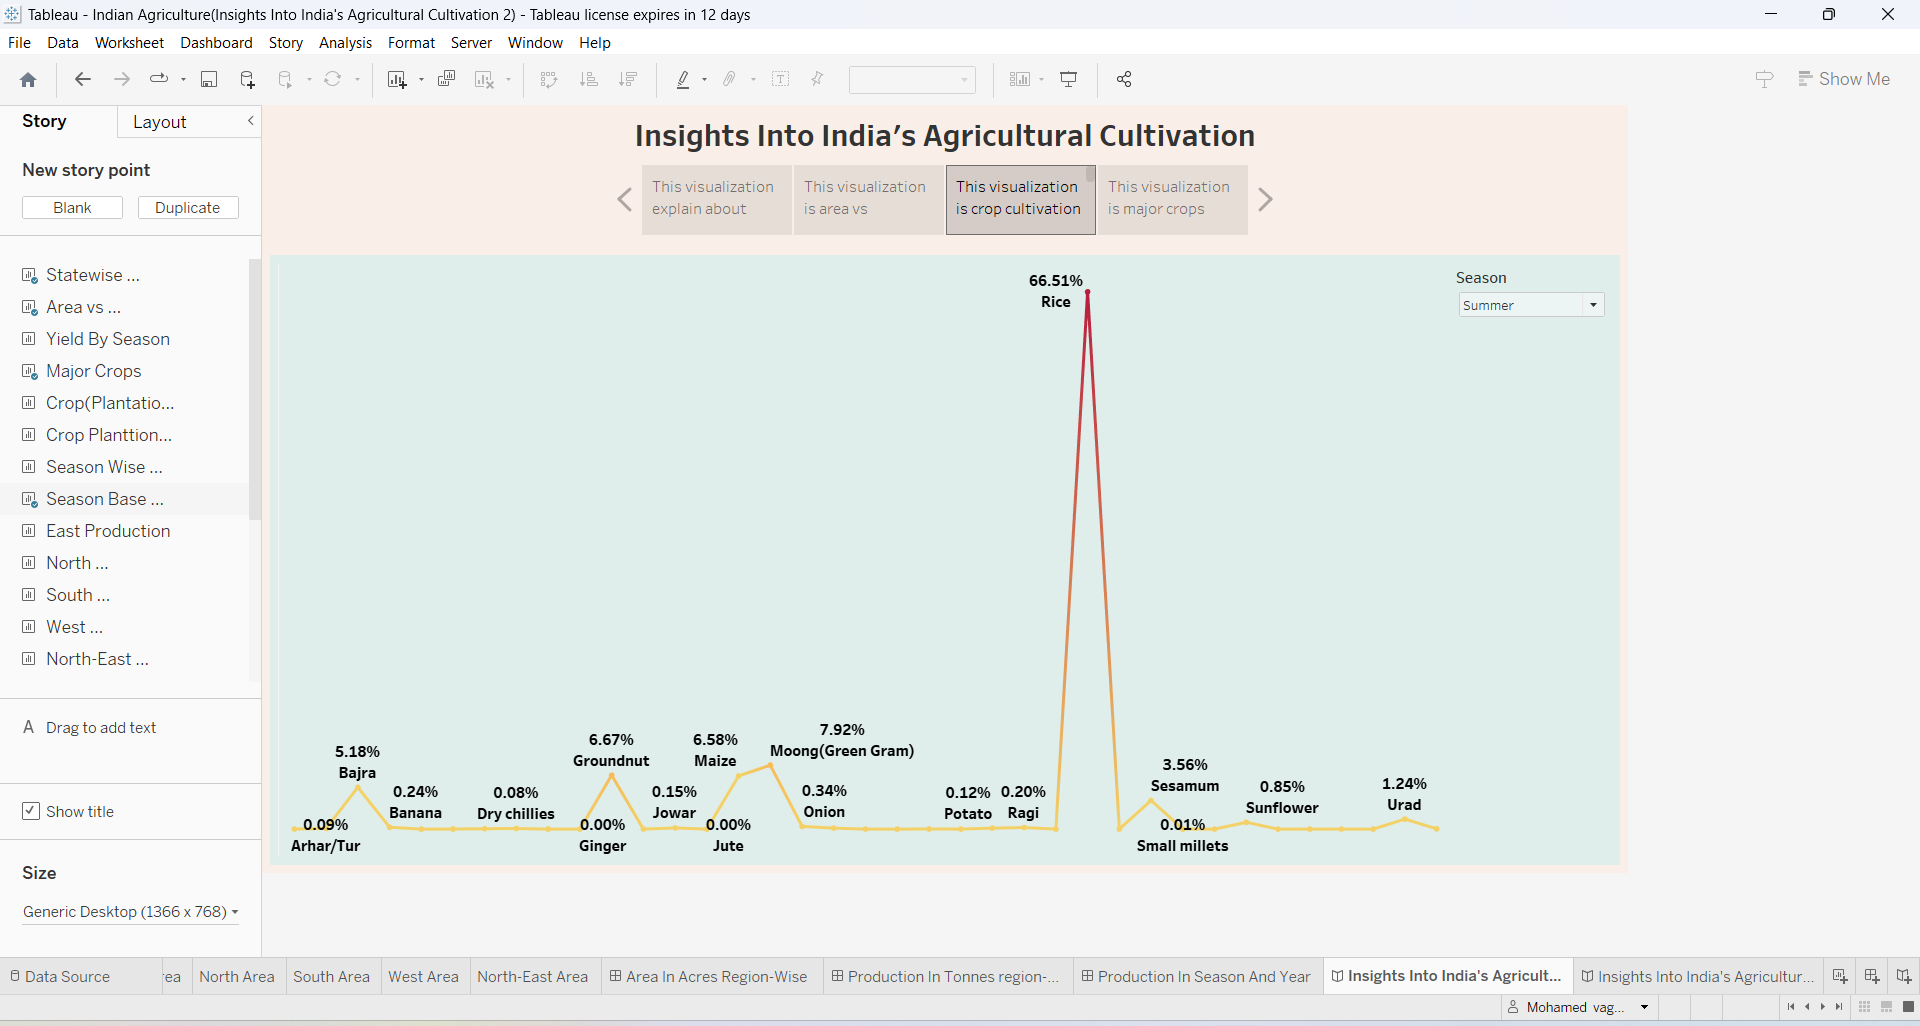 Tableau - Indian Agriculture(Insights Into India's Agricultural Cultivation 2) - Tableau license expires in 12 days
File Data Worksheet Dashboard Story Analysis Format Server Window Help
Show Me
Story Layout
New story point
Blank Duplicate
Statewise ...
Area vs ...
Yield By Season
Major Crops
Crop(Plantatio...
Crop Planttion...
Season Wise ...
Season Base ...
East Production
North ...
South ...
West ...
North-East ...
A Drag to add text
Show title
Size
Generic Desktop (1366 x 768)
Insights Into India's Agricultural Cultivation
This visualization
explain about
This visualization
is area vs
This visualization
is crop cultivation
This visualization
is major crops
Season
Summer
66.51%
Rice
5.18%
Bajra
0.09%
Arhar/Tur
0.24%
Banana
0.08%
Dry chillies
6.67%
Groundnut
0.00%
Ginger
0.15%
Jowar
6.58%
Maize
0.00%
Jute
7.92%
Moong(Green Gram)
0.34%
Onion
0.12%
Potato
0.20%
Ragi
3.56%
Sesamum
0.01%
Small millets
0.85%
Sunflower
1.24%
Urad
Data Source rea North Area South Area West Area North-East Area Area In Acres Region-Wise Production In Tonnes region-... Production In Season And Year Insights Into India's Agricult... Insights Into India's Agricultur...
Mohamed vag...